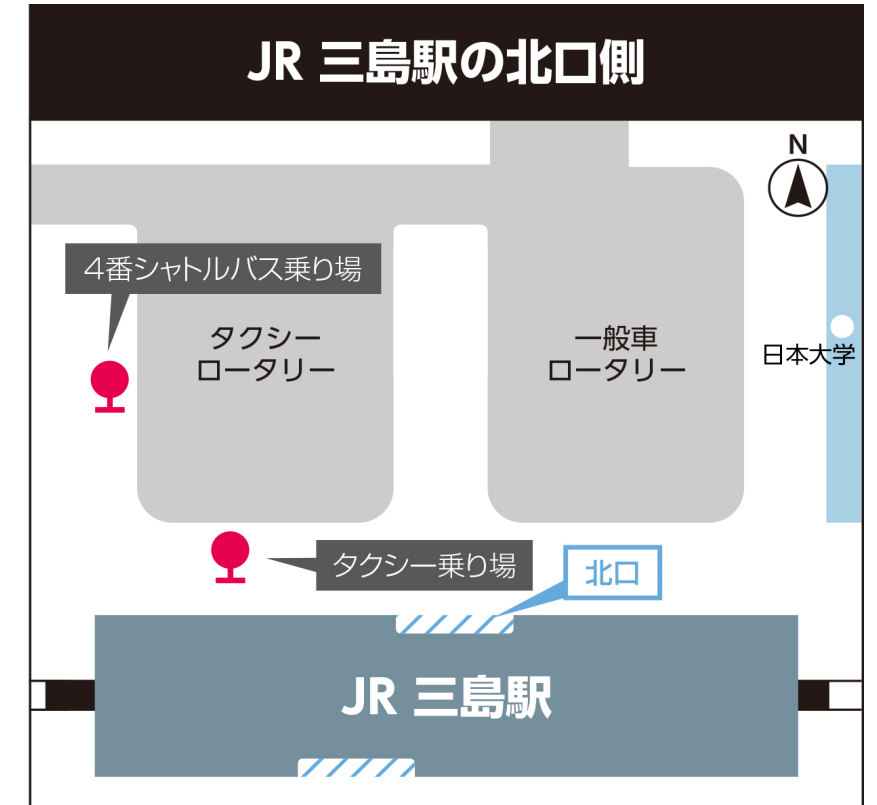 JR 三島駅の北口側
N
4番シャトルバス乗り場
タクシー
ロータリー
一般車
ロータリー
日本大学
タクシー乗り場
北口
JR 三島駅